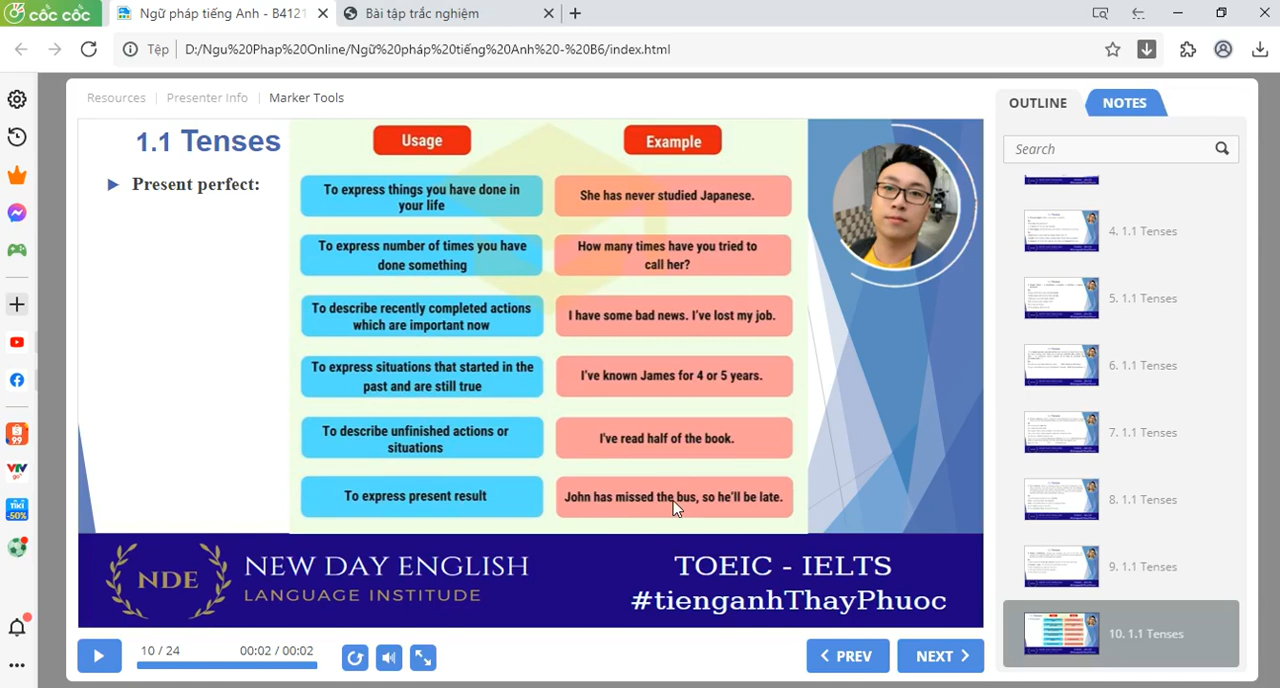 cốc cốc
Ngữ pháp tiếng Anh - B4121
Bài tập trắc nghiệm
Tệp
D:/Ngu%20Phap%20Online/Ngữ%20pháp%20tiếng%20Anh%20-%20B6/index.html
Resources
Presenter Info
Marker Tools
OUTLINE
NOTES
Search
1.1 Tenses
Present perfect:
Usage
Example
To express things you have done in
your life
She has never studied Japanese.
To express number of times you have
done something
How many times have you tried to
call her?
To describe recently completed actions
which are important now
I have some bad news. I've lost my job.
To express situations that started in the
past and are still true
I've known James for 4 or 5 years.
To describe unfinished actions or
situations
I've read half of the book.
To express present result
John has missed the bus, so he'll be late.
NDE
NEW DAY ENGLISH
LANGUAGE INSTITUDE
TOEIC - IELTS
#tienganhThayPhuoc
4. 1.1 Tenses
5. 1.1 Tenses
6. 1.1 Tenses
7. 1.1 Tenses
8. 1.1 Tenses
9. 1.1 Tenses
10. 1.1 Tenses
10 / 24
00:02 / 00:02
PREV
NEXT
99
VTV
go
TIKI
-50%